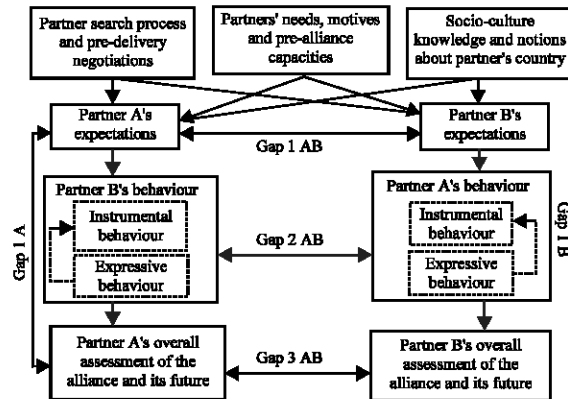 Partner search process
and pre-delivery
negotiations
Partners' needs, motives
and pre-alliance
capacities
Socio-culture
knowledge and notions
about partner's country
Partner A's
expectations
Gap 1 AB
Partner B's
expectations
Gap 1 A
Partner B's behaviour
Instrumental
behaviour
Expressive
behaviour
Gap 2 AB
Partner A's behaviour
Instrumental
behaviour
Expressive
behaviour
Gap 1 B
Partner A's overall
assessment of the
alliance and its future
Gap 3 AB
Partner B's overall
assessment of the
alliance and its future